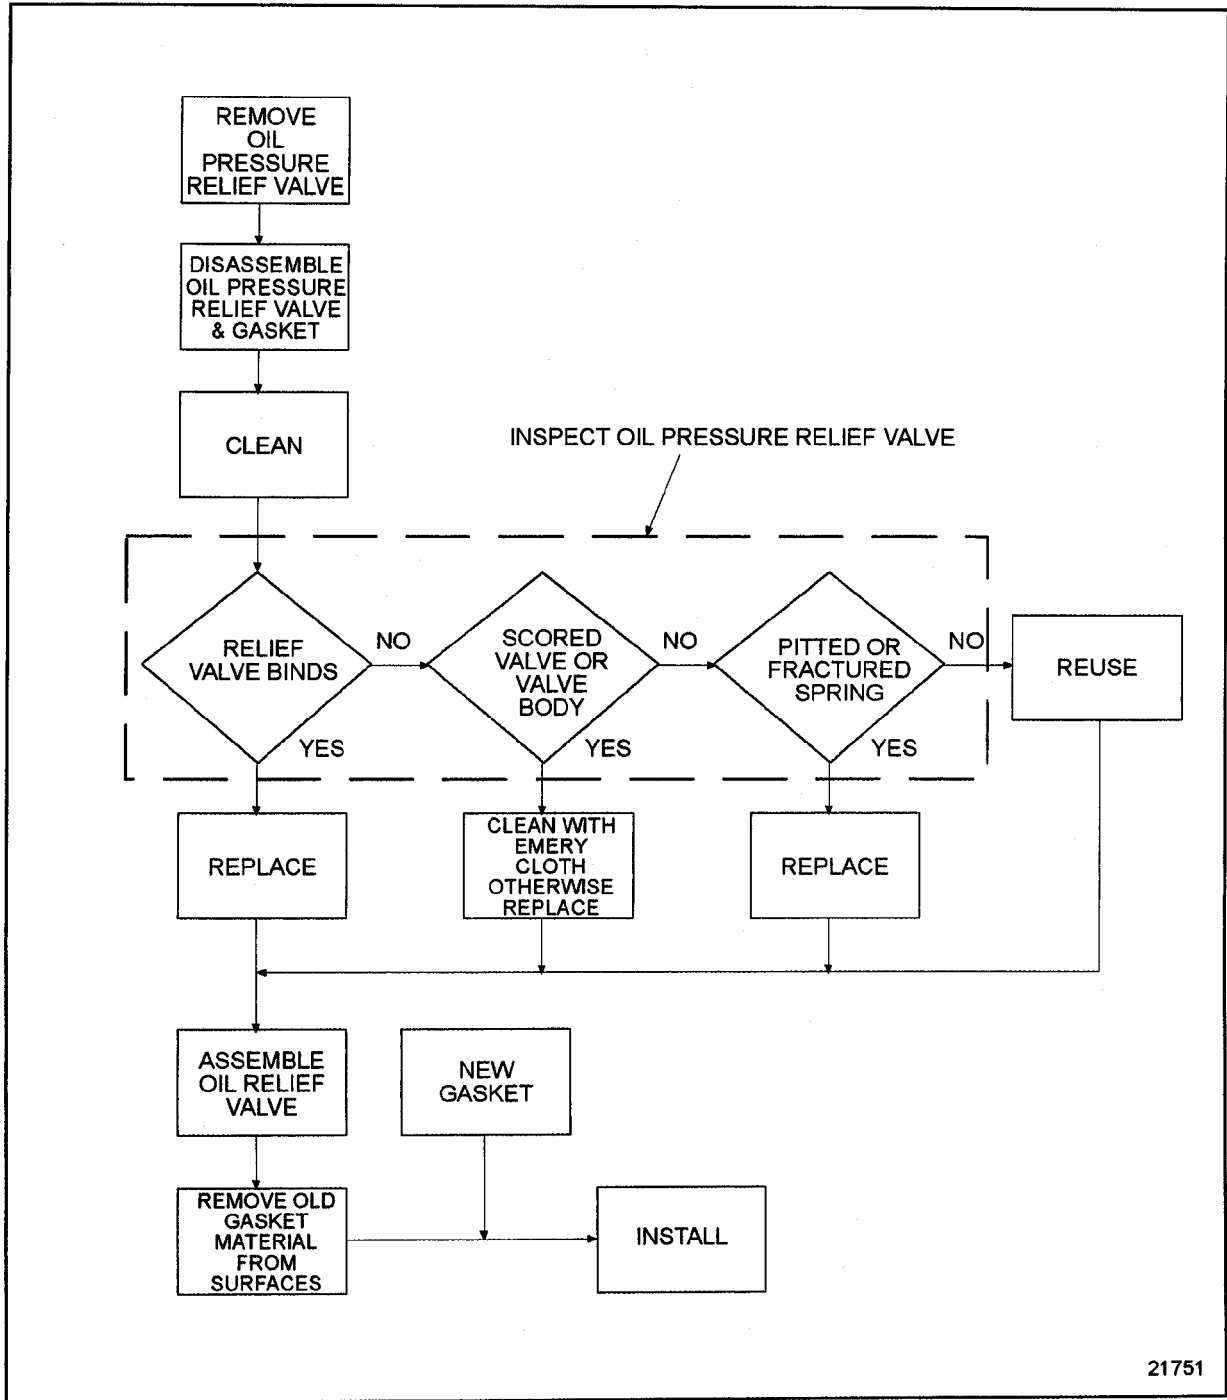 REMOVE
OIL
PRESSURE
RELIEF VALVE
DISASSEMBLE
OIL PRESSURE
RELIEF VALVE
& GASKET
CLEAN
INSPECT OIL PRESSURE RELIEF VALVE
RELIEF
VALVE BINDS
NO
YES
SCORED
VALVE OR
VALVE
BODY
NO
YES
PITTED OR
FRACTURED
SPRING
NO
YES
REUSE
REPLACE
CLEAN WITH
EMERY
CLOTH
OTHERWISE
REPLACE
REPLACE
ASSEMBLE
OIL RELIEF
VALVE
NEW
GASKET
REMOVE OLD
GASKET
MATERIAL
FROM
SURFACES
INSTALL
21751